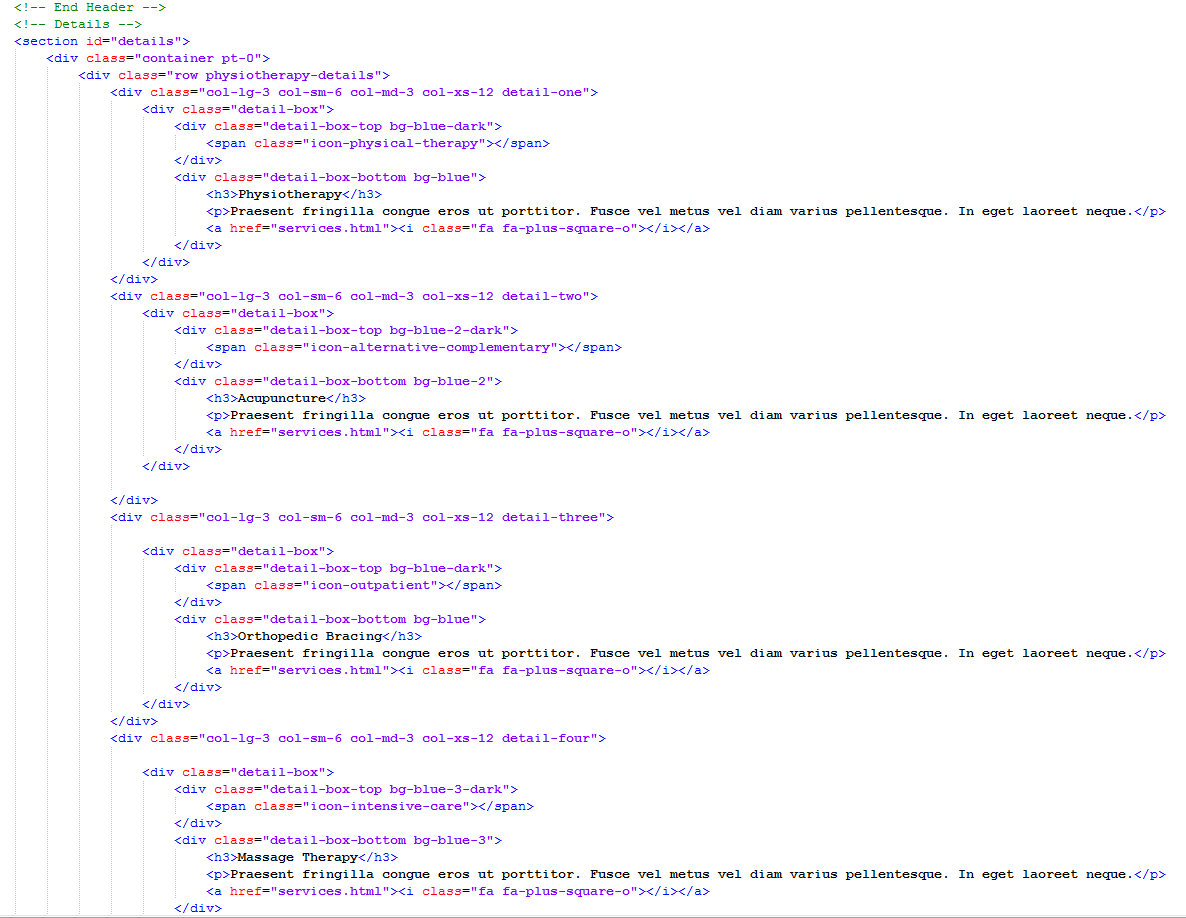 <!-- End Header -->
<!-- Details -->
<section id="details">
<div class="container pt-0">
<div class="row physiotherapy-details">
<div class="col-lg-3 col-sm-6 col-md-3 col-xs-12 detail-one">
<div class="detail-box">
<div class="detail-box-top bg-blue-dark">
<span class="icon-physical-therapy"></span>
</div>
<div class="detail-box-bottom bg-blue">
<h3>Physiotherapy</h3>
<p>Praesent fringilla congue eros ut porttitor. Fusce vel metus vel diam varius pellentesque. In eget laoreet neque.</p>
<a href="services.html"><i class="fa fa-plus-square-o"></i></a>
</div>
</div>
</div>
<div class="col-lg-3 col-sm-6 col-md-3 col-xs-12 detail-two">
<div class="detail-box">
<div class="detail-box-top bg-blue-2-dark">
<span class="icon-alternative-complementary"></span>
</div>
<div class="detail-box-bottom bg-blue-2">
<h3>Acupuncture</h3>
<p>Praesent fringilla congue eros ut porttitor. Fusce vel metus vel diam varius pellentesque. In eget laoreet neque.</p>
<a href="services.html"><i class="fa fa-plus-square-o"></i></a>
</div>
</div>
</div>
<div class="col-lg-3 col-sm-6 col-md-3 col-xs-12 detail-three">
<div class="detail-box">
<div class="detail-box-top bg-blue-dark">
<span class="icon-outpatient"></span>
</div>
<div class="detail-box-bottom bg-blue">
<h3>Orthopedic Bracing</h3>
<p>Praesent fringilla congue eros ut porttitor. Fusce vel metus vel diam varius pellentesque. In eget laoreet neque.</p>
<a href="services.html"><i class="fa fa-plus-square-o"></i></a>
</div>
</div>
</div>
<div class="col-lg-3 col-sm-6 col-md-3 col-xs-12 detail-four">
<div class="detail-box">
<div class="detail-box-top bg-blue-3-dark">
<span class="icon-intensive-care"></span>
</div>
<div class="detail-box-bottom bg-blue-3">
<h3>Massage Therapy</h3>
<p>Praesent fringilla congue eros ut porttitor. Fusce vel metus vel diam varius pellentesque. In eget laoreet neque.</p>
<a href="services.html"><i class="fa fa-plus-square-o"></i></a>
</div>